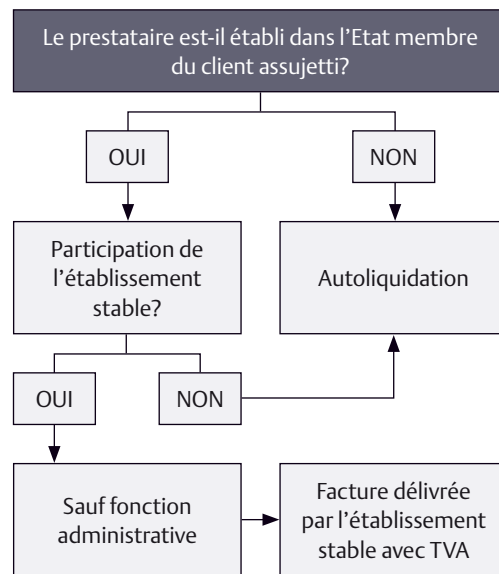 Le prestataire est-il établi dans l'Etat membre
du client assujetti?
OUI
NON
Participation de
l'établissement
stable?
Autoliquidation
OUI
NON
Sauf fonction
administrative
Facture délivrée
par l'établissement
stable avec TVA